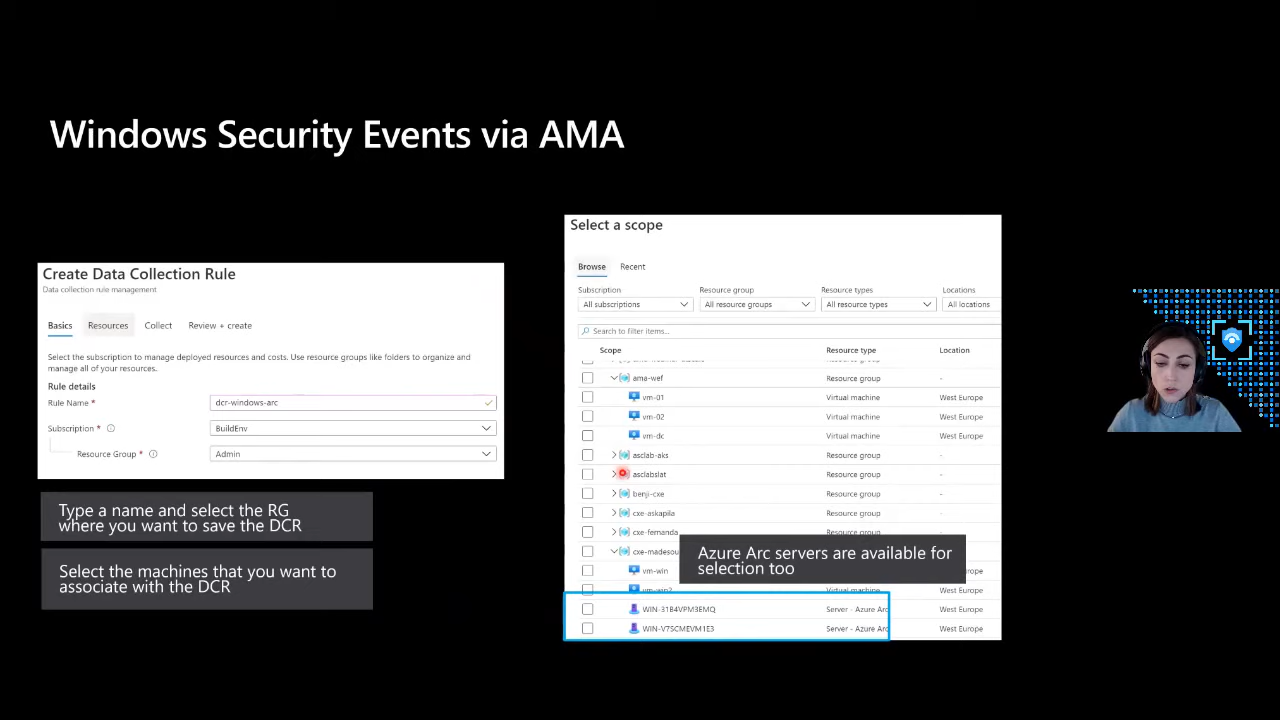 Windows Security Events via AMA
Create Data Collection Rule
Data collection rule management
Basics Resources Collect Review + create
Select the subscription to manage deployed resources and costs. Use resource groups like folders to organize and
manage all of your resources.
Rule details
Rule Name * dcr-windows-arc
Subscription * BuildEnv
Resource Group * Admin
Type a name and select the RG
where you want to save the DCR
Select the machines that you want to
associate with the DCR
Select a scope
Browse Recent
Subscription Resource group Resource types Locations
All subscriptions All resource groups All resource types All locations
Search to filter items...
Scope Resource type Location
ama-wef Resource group -
vm-01 Virtual machine West Europe
vm-02 Virtual machine West Europe
vm-dc Virtual machine West Europe
asclab-aks Resource group -
asclabslat Resource group -
benji-cxe Resource group -
cxe-askapila Resource group -
cxe-fernanda Resource group -
cxe-madesou
Azure Arc servers are available for
selection too
vm-win
vm-win2 Virtual machine West Europe
WIN-31B4VPM3EMQ Server - Azure Arc West Europe
WIN-V7SCMEVM1E3 Server - Azure Arc West Europe